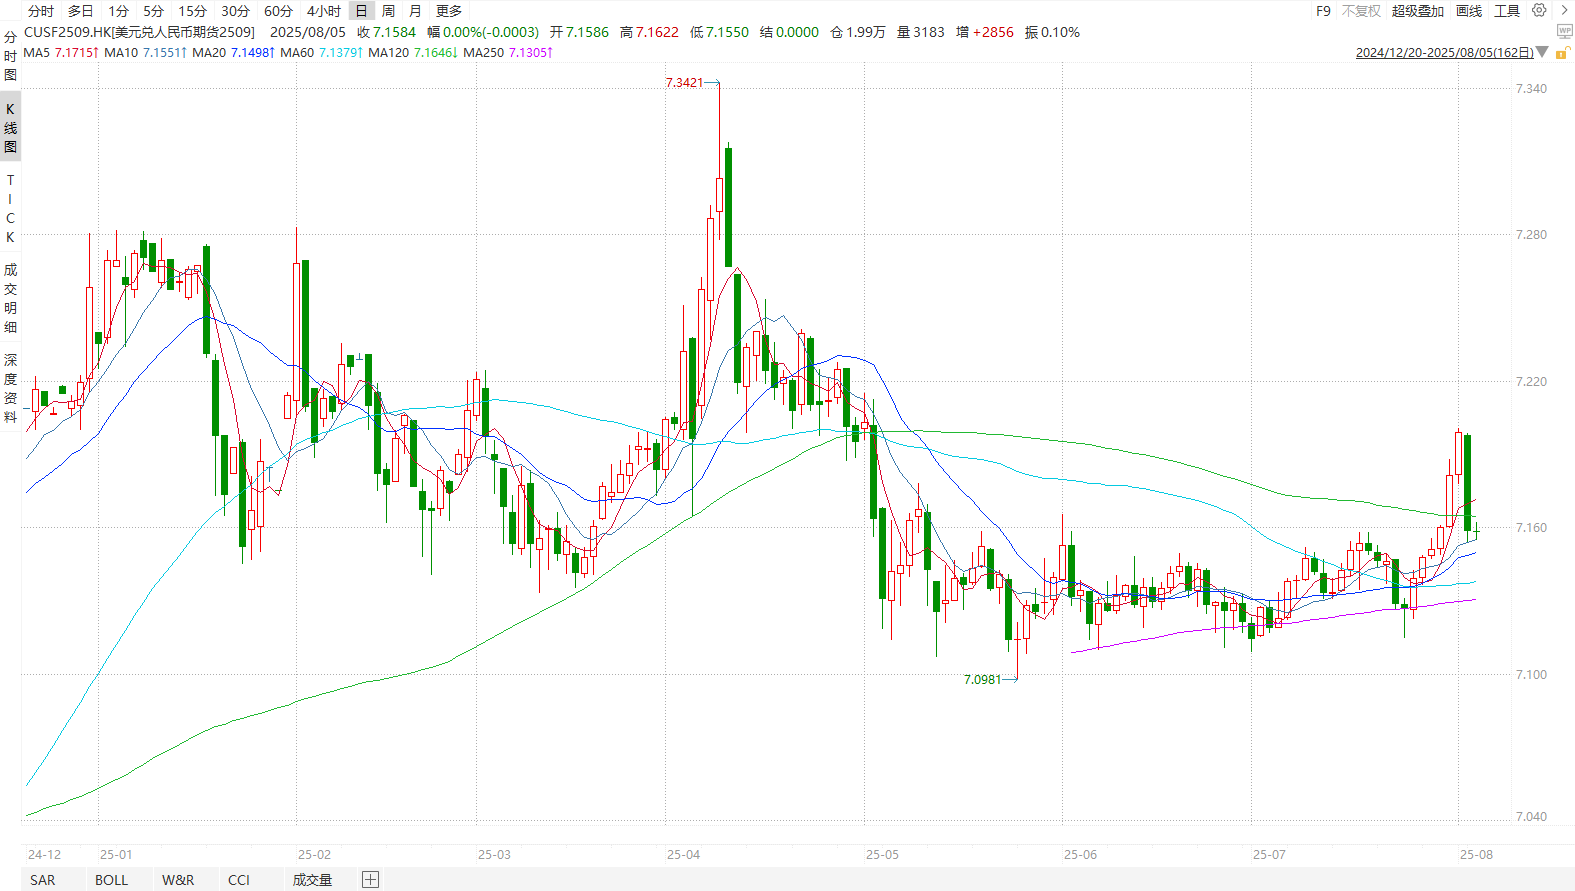 分时 多日 1分 5分 15分 30分 60分 4小时 日 周 月 更多 F9 不复权 超级叠加 画线 工具
CUSF2509.HK[美元兑人民币期货2509] 2025/08/05 收7.1584 幅0.00%(-0.0003) 开7.1586 高7.1622 低7.1550 结0.0000 仓1.99万 量3183 增+2856 振0.10%
MA5 7.1715↑ MA10 7.1551↑ MA20 7.1498↑ MA60 7.1379↑ MA120 7.1646↓ MA250 7.1305↑ 2024/12/20-2025/08/05(162日)
WP
分时图
K线图
TICK
成交明细
深度资料
7.3421
7.0981
7.340
7.280
7.220
7.160
7.100
7.040
24-12 25-01 25-02 25-03 25-04 25-05 25-06 25-07 25-08
SAR BOLL W&R CCI 成交量